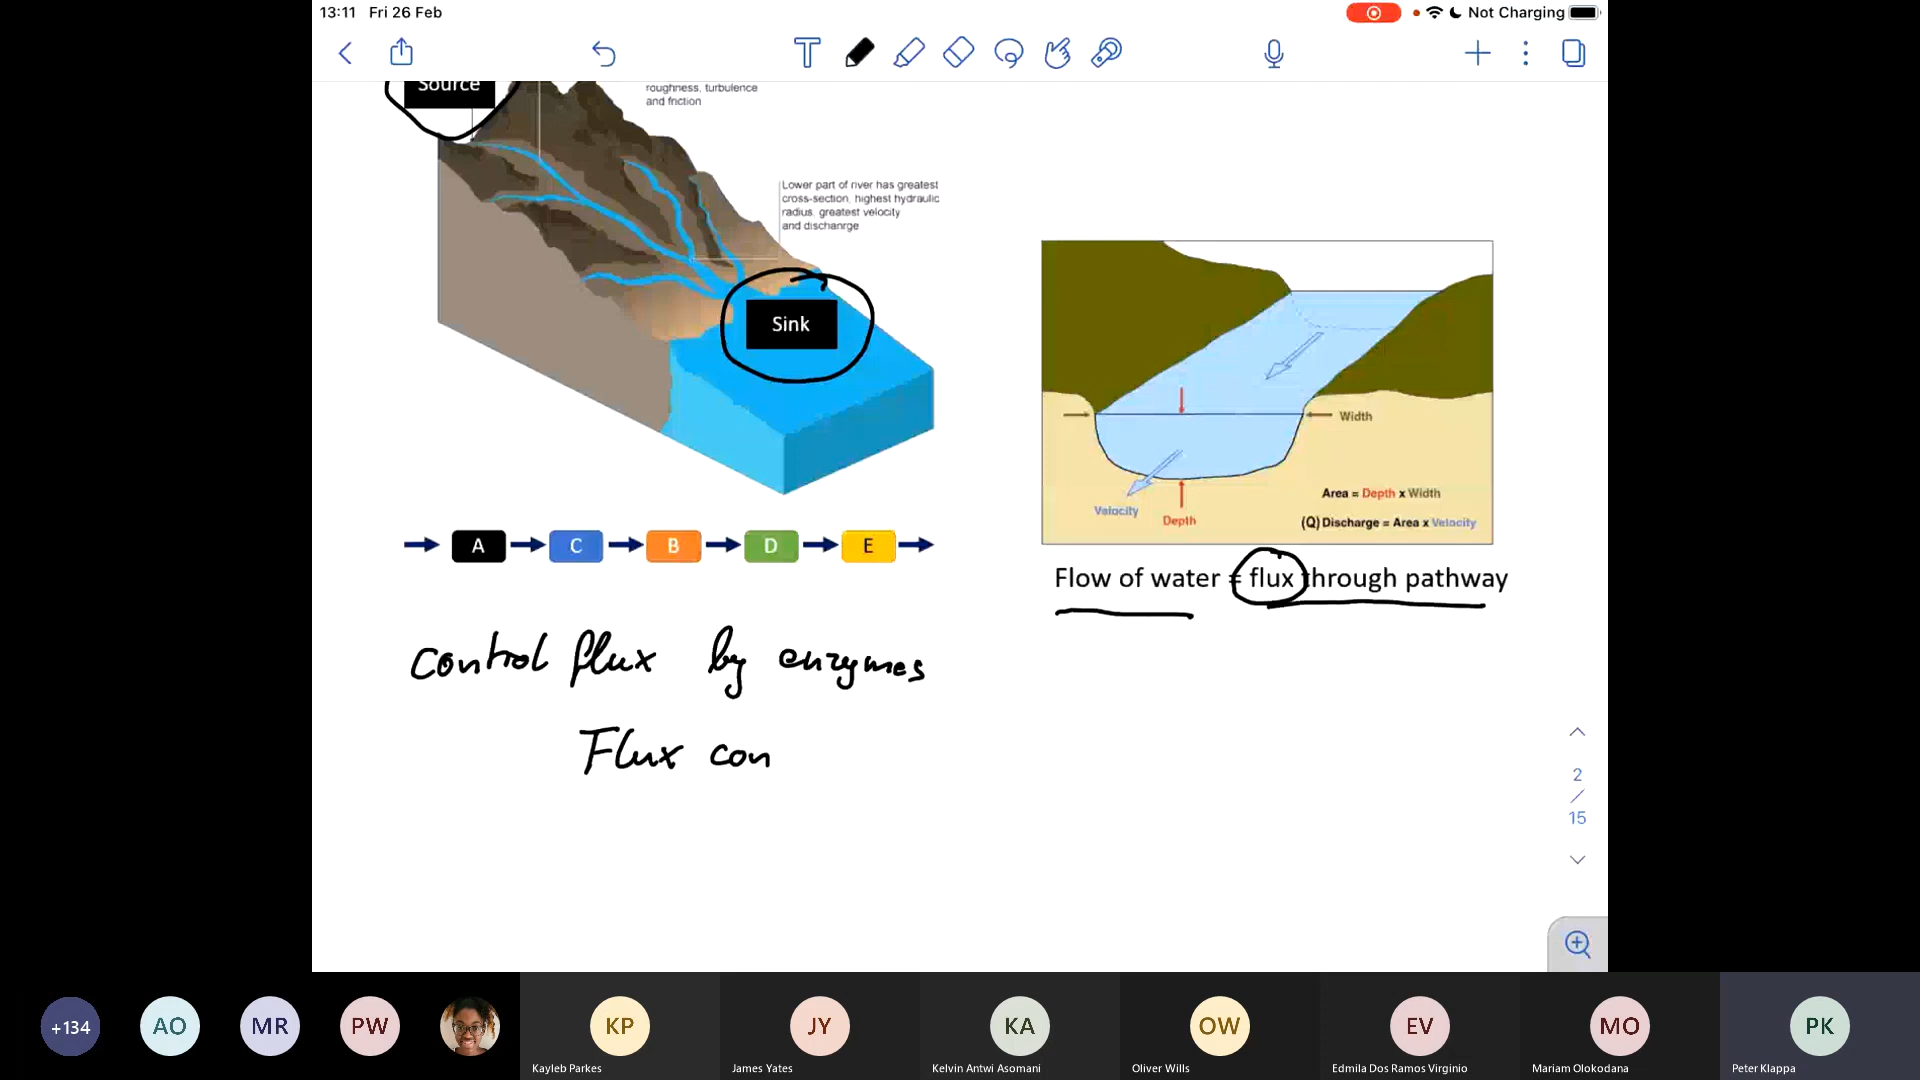 13:11 Fri 26 Feb
Not Charging
Source
roughness, turbulence
and friction
Lower part of river has greatest
cross-section, highest hydraulic
radius, greatest velocity
and dischanrge
Sink
Width
Area = Depth x Width
Velocity
Depth
(Q) Discharge = Area x Velocity
A C B D E
Flow of water = flux through pathway
control flux by enzymes
Flux con
2
/
15
+134
AO
MR
PW
KP
JY
KA
OW
EV
MO
PK
Kayleb Parkes
James Yates
Kelvin Antwi Asomani
Oliver Wills
Edmila Dos Ramos Virginio
Mariam Olokodana
Peter Klappa